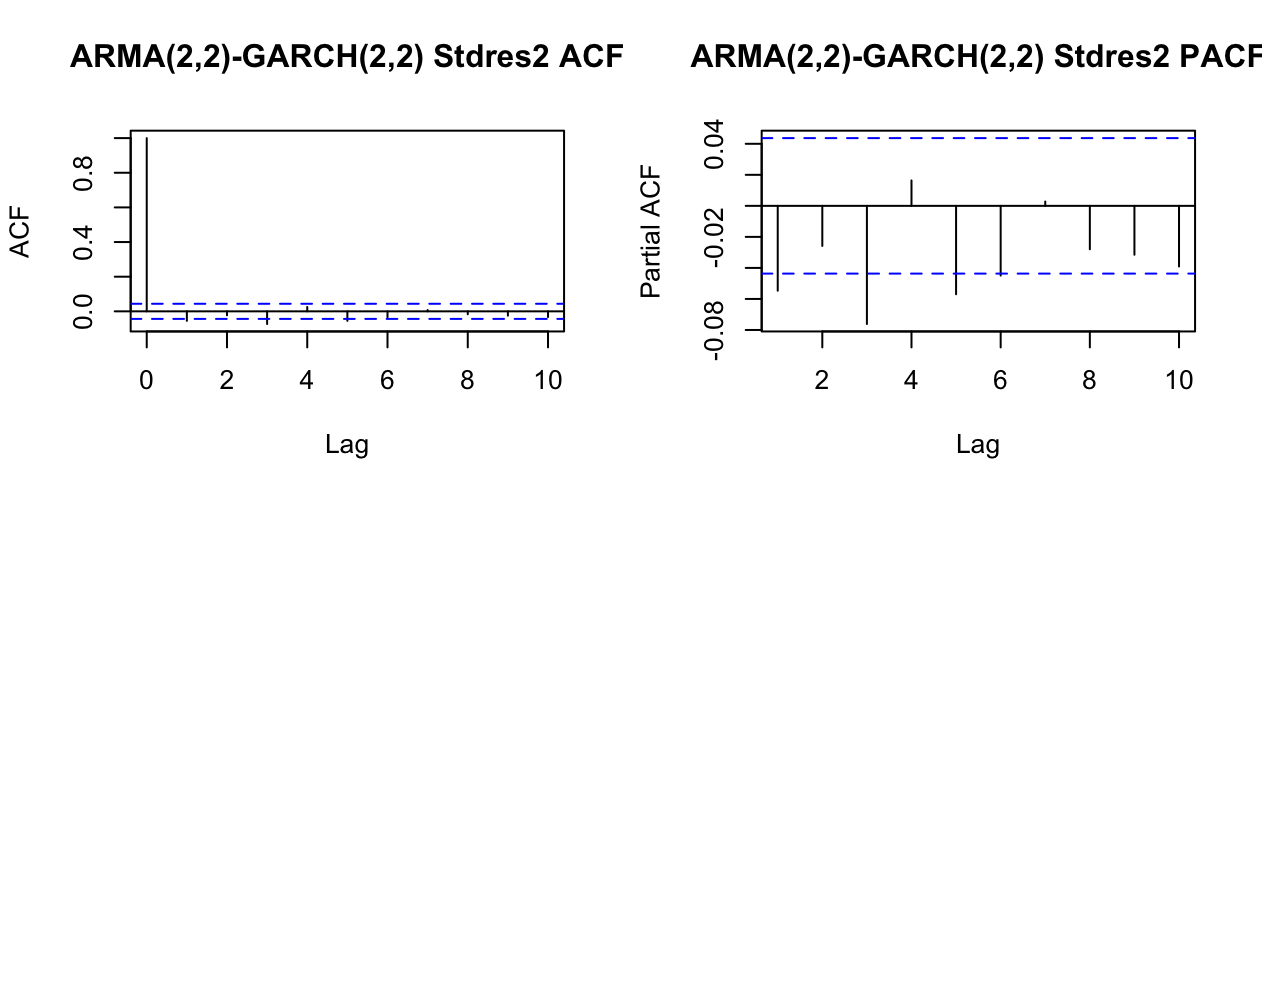 ARMA(2,2)-GARCH(2,2) Stdres2 ACF
ACF
0.8
0.4
0.0
0 2 4 6 8 10
Lag
ARMA(2,2)-GARCH(2,2) Stdres2 PACF
Partial ACF
0.04
-0.02
-0.08
2 4 6 8 10
Lag